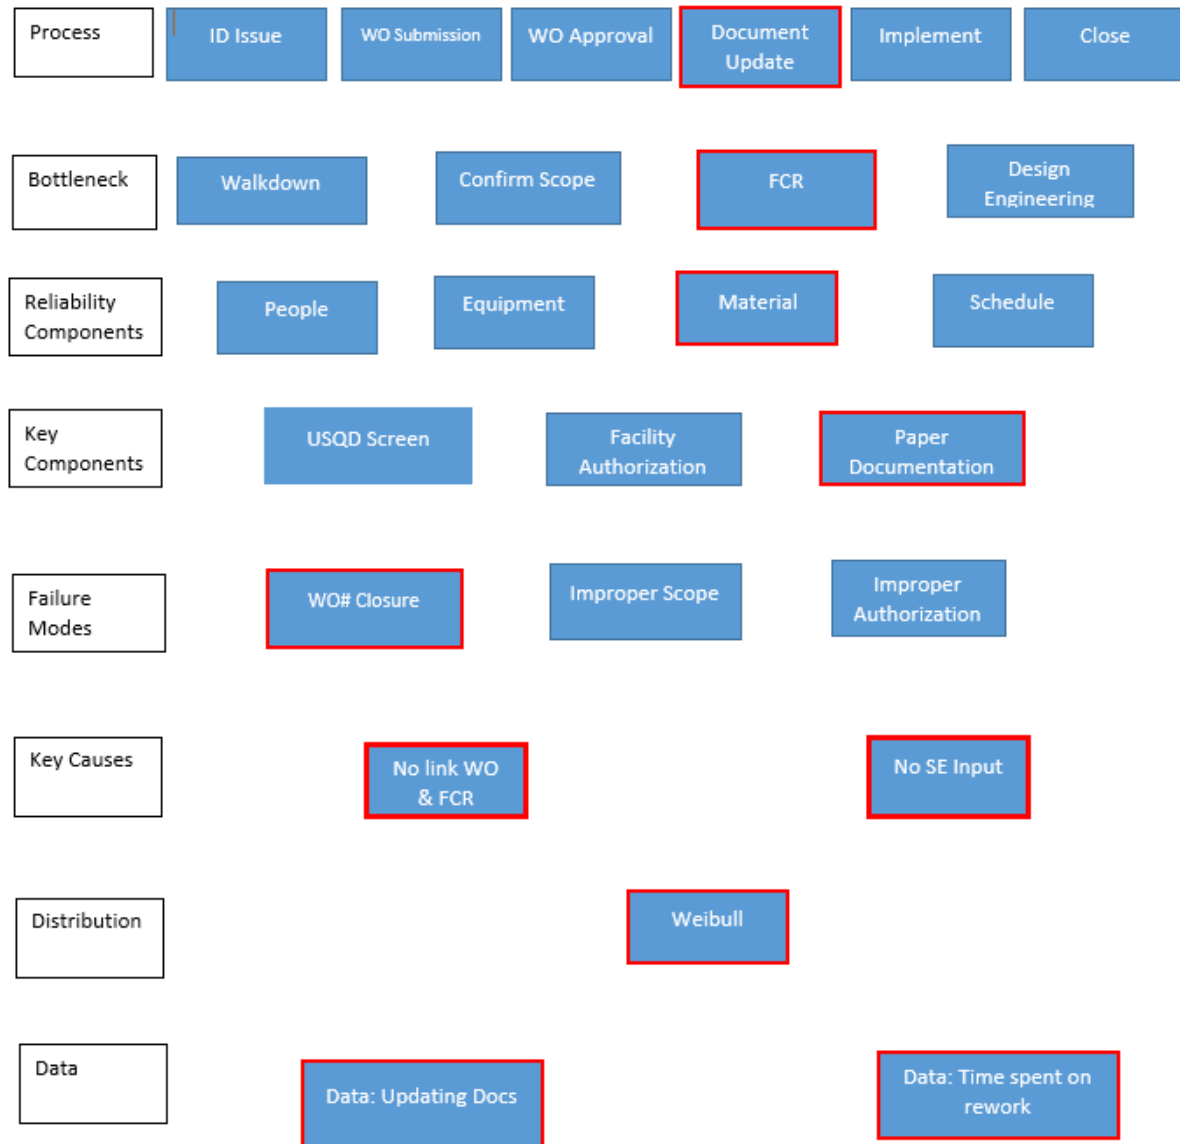 Process
ID Issue
WO Submission
WO Approval
Document
Update
Implement
Close
Bottleneck
Walkdown
Confirm Scope
FCR
Design
Engineering
Reliability
Components
People
Equipment
Material
Schedule
Key
Components
USQD Screen
Facility
Authorization
Paper
Documentation
Failure
Modes
WO# Closure
Improper Scope
Improper
Authorization
Key Causes
No link WO
& FCR
No SE Input
Distribution
Weibull
Data
Data: Updating Docs
Data: Time spent on
rework